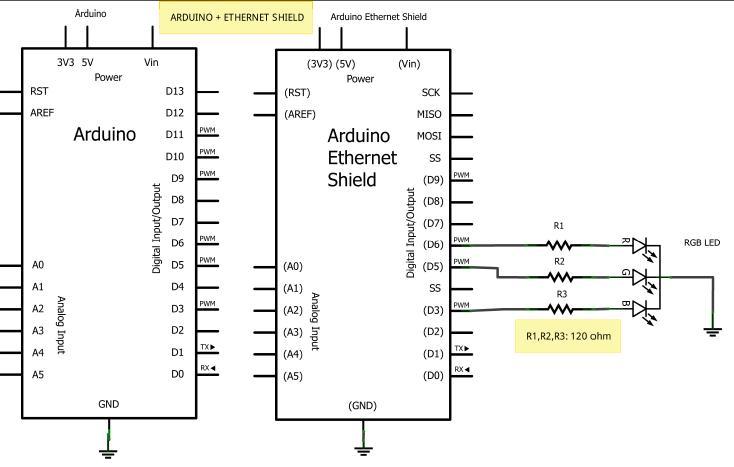 Arduino
ARDUINO + ETHERNET SHIELD
Arduino Ethernet Shield
3V3 5V Vin
Power
RST
AREF
Arduino
D13
D12
D11 PWM
D10 PWM
D9 PWM
D8
D7
D6 PWM
D5 PWM
D4
D3 PWM
D2
D1 TX
D0 RX
Digital Input/Output
A0
A1
A2
A3
A4
A5
Analog Input
GND
(3V3) (5V) (Vin)
Power
(RST)
(AREF)
Arduino
Ethernet
Shield
SCK
MISO
MOSI
SS
(D9) PWM
(D8)
(D7)
(D6) PWM
(D5) PWM
SS
(D3) PWM
(D2)
(D1) TX
(D0) RX
Digital Input/Output
(A0)
(A1)
(A2)
(A3)
(A4)
(A5)
Analog Input
(GND)
R1
R2
R3
R
G
B
RGB LED
R1,R2,R3: 120 ohm